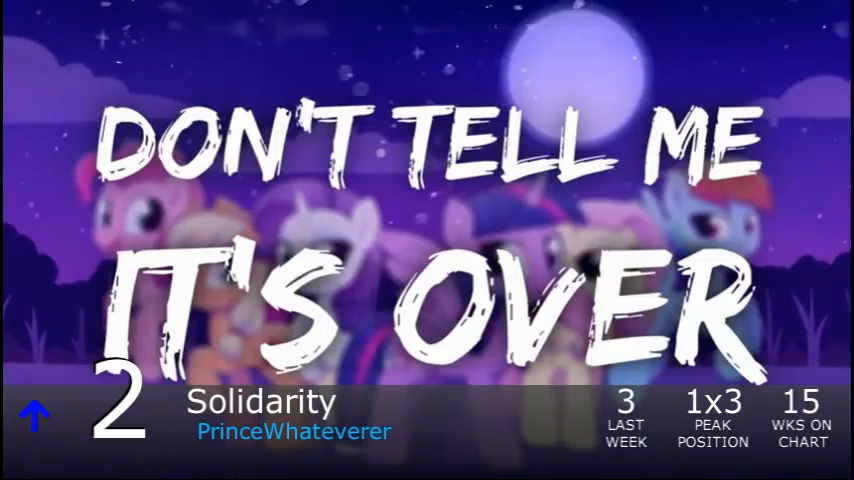 DON'T TELL ME
IT'S OVER
2
Solidarity
PrinceWhateverer
3
LAST
WEEK
1x3
PEAK
POSITION
15
WKS ON
CHART